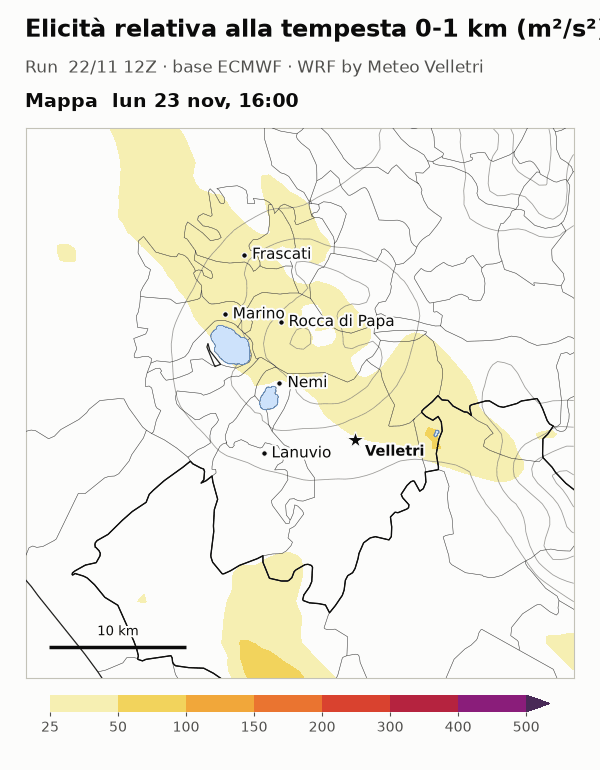 Elicità relativa alla tempesta 0-1 km (m²/s²)
Run  22/11 12Z · base ECMWF · WRF by Meteo Velletri
Mappa  lun 23 nov, 16:00
Frascati
Marino
Rocca di Papa
Nemi
Velletri
Lanuvio
10 km
25 50 100 150 200 300 400 500